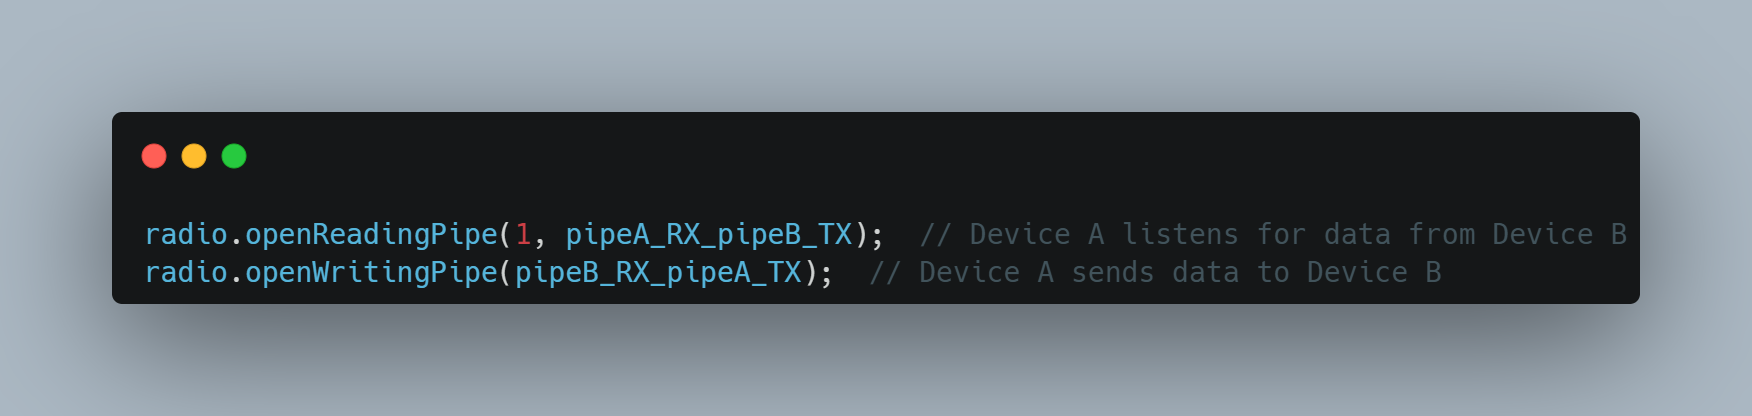 radio.openReadingPipe(1, pipeA_RX_pipeB_TX);  // Device A listens for data from Device B
radio.openWritingPipe(pipeB_RX_pipeA_TX);  // Device A sends data to Device B